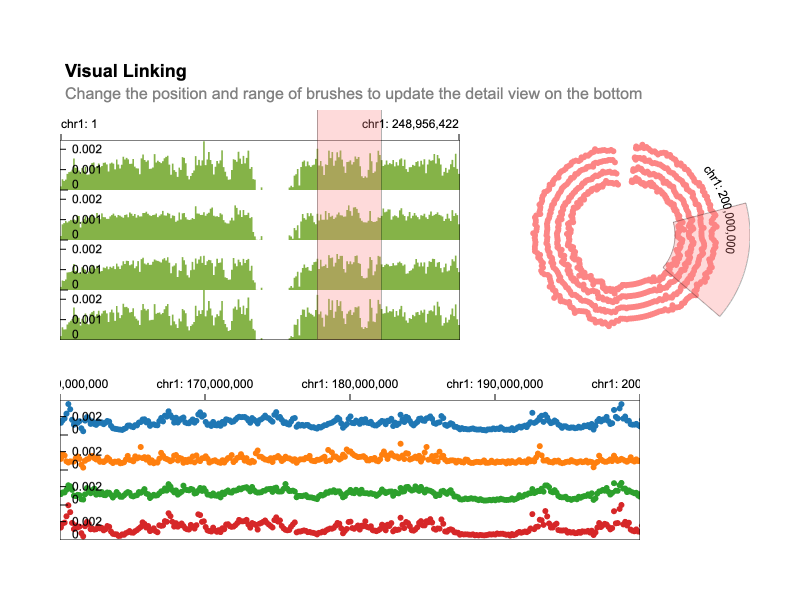 Visual Linking
Change the position and range of brushes to update the detail view on the bottom
chr1: 1
chr1: 248,956,422
0.002
0.001
0
0.002
0.001
0
0.002
0.001
0
0.002
0.001
0
chr1: 200,000,000
0,000,000
chr1: 170,000,000
chr1: 180,000,000
chr1: 190,000,000
chr1: 200
0.002
0
0.002
0
0.002
0
0.002
0